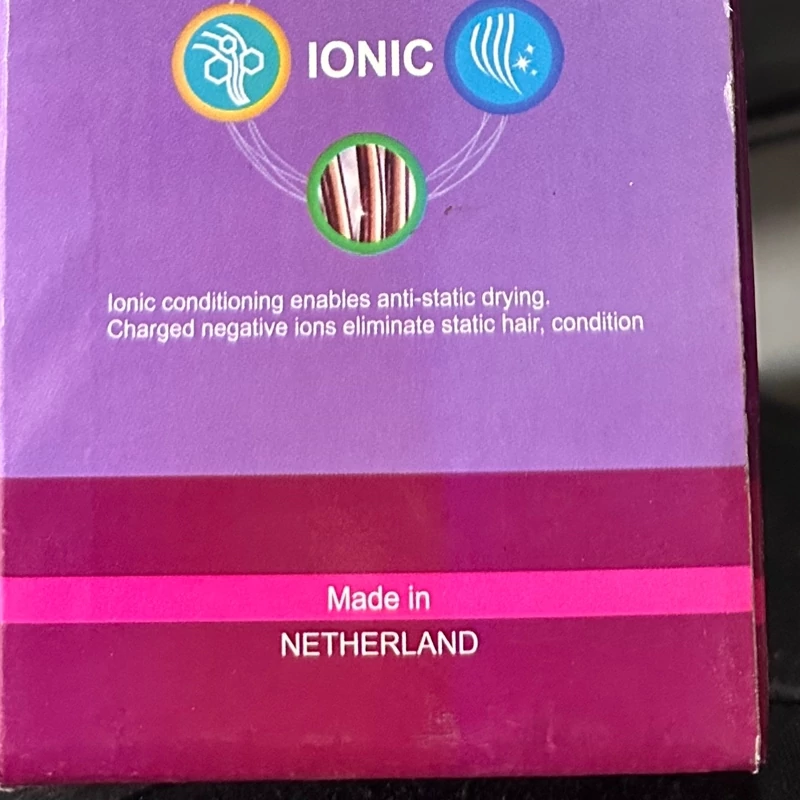 IONIC
Ionic conditioning enables anti-static drying.
Charged negative ions eliminate static hair, condition
Made in
NETHERLAND